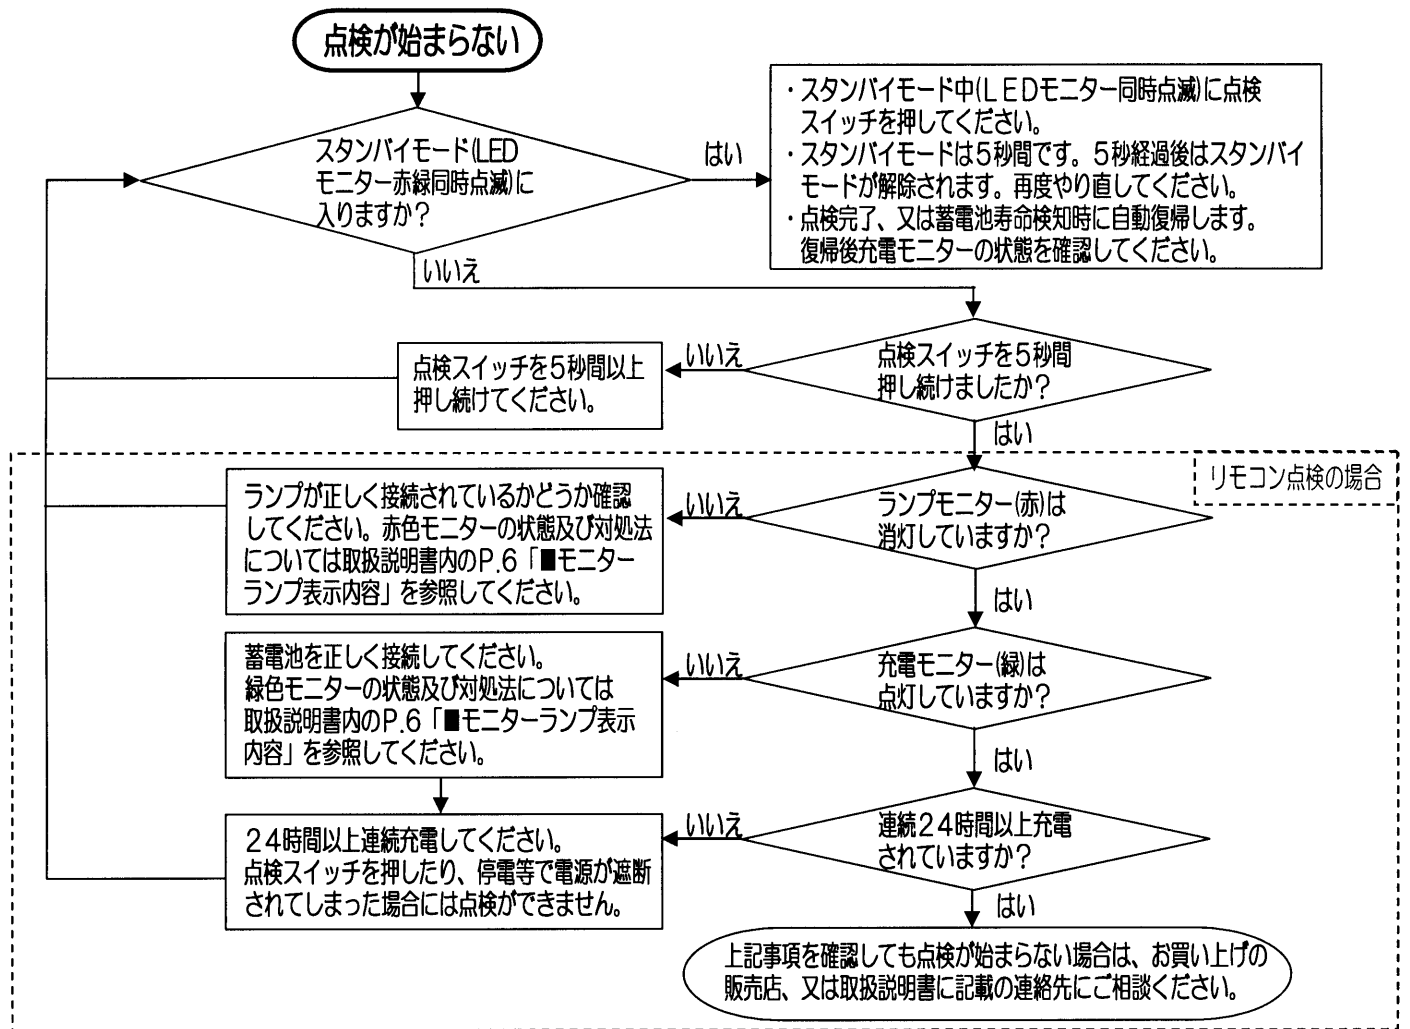 点検が始まらない
スタンバイモード(LED
モニター赤緑同時点滅)に
入りますか？
はい
・スタンバイモード中(LEDモニター同時点滅)に点検
スイッチを押してください。
・スタンバイモードは5秒間です。5秒経過後はスタンバイ
モードが解除されます。再度やり直してください。
・点検完了、又は蓄電池寿命検知時に自動復帰します。
復帰後充電モニターの状態を確認してください。
いいえ
点検スイッチを5秒間
押し続けましたか？
いいえ
点検スイッチを5秒間以上
押し続けてください。
はい
リモコン点検の場合
ランプモニター(赤)は
消灯していますか？
いいえ
ランプが正しく接続されているかどうか確認
してください。赤色モニターの状態及び対処法
については取扱説明書内のP.6「■モニター
ランプ表示内容」を参照してください。
はい
充電モニター(緑)は
点灯していますか？
いいえ
蓄電池を正しく接続してください。
緑色モニターの状態及び対処法については
取扱説明書内のP.6「■モニターランプ表示
内容」を参照してください。
はい
連続24時間以上充電
されていますか？
いいえ
24時間以上連続充電してください。
点検スイッチを押したり、停電等で電源が遮断
されてしまった場合には点検ができません。
はい
上記事項を確認しても点検が始まらない場合は、お買い上げの
販売店、又は取扱説明書に記載の連絡先にご相談ください。